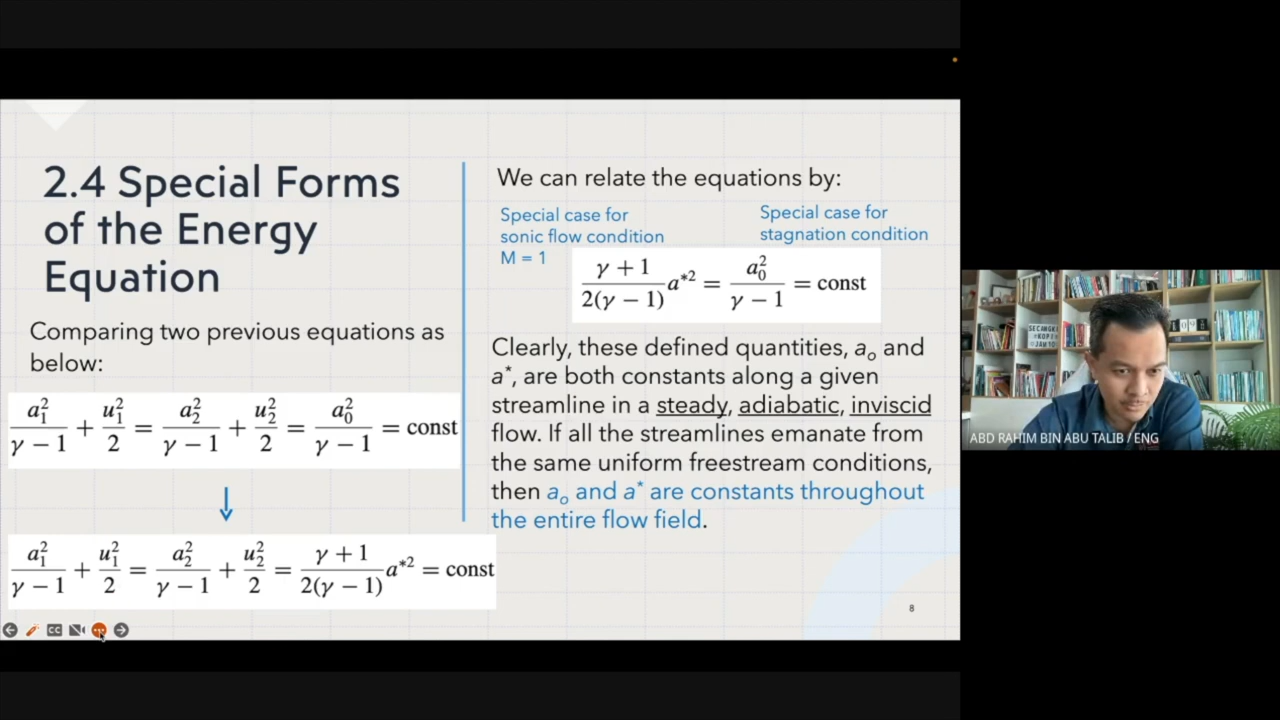 2.4 Special Forms
of the Energy
Equation
Comparing two previous equations as
below:
a₁²/(γ − 1) + u₁²/2 = a₂²/(γ − 1) + u₂²/2 = a₀²/(γ − 1) = const
a₁²/(γ − 1) + u₁²/2 = a₂²/(γ − 1) + u₂²/2 = (γ + 1)/(2(γ − 1)) a*² = const
We can relate the equations by:
Special case for
sonic flow condition
M = 1
Special case for
stagnation condition
(γ + 1)/(2(γ − 1)) a*² = a₀²/(γ − 1) = const
Clearly, these defined quantities, aₒ and
a*, are both constants along a given
streamline in a steady, adiabatic, inviscid
flow. If all the streamlines emanate from
the same uniform freestream conditions,
then aₒ and a* are constants throughout
the entire flow field.
8
CC
ABD RAHIM BIN ABU TALIB / ENG